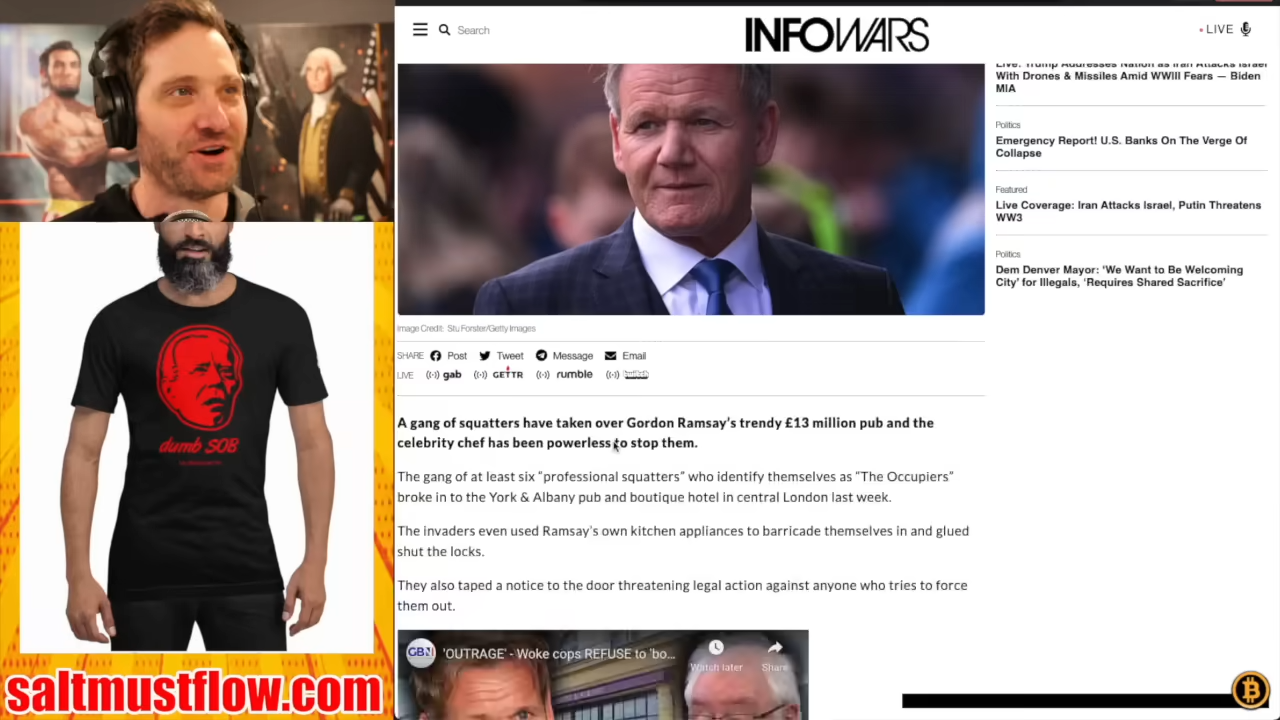 INFOWARS
Search
• LIVE
Live: Trump Addresses Nation as Iran Attacks Israel
With Drones & Missiles Amid WWIII Fears — Biden
MIA
Politics
Emergency Report! U.S. Banks On The Verge Of
Collapse
Featured
Live Coverage: Iran Attacks Israel, Putin Threatens
WW3
Politics
Dem Denver Mayor: ‘We Want to Be Welcoming
City’ for Illegals, ‘Requires Shared Sacrifice’
Image Credit: Stu Forster/Getty Images
SHARE Post Tweet Message Email
LIVE gab GETTR rumble twitch
A gang of squatters have taken over Gordon Ramsay’s trendy £13 million pub and the
celebrity chef has been powerless to stop them.
The gang of at least six “professional squatters” who identify themselves as “The Occupiers”
broke in to the York & Albany pub and boutique hotel in central London last week.
The invaders even used Ramsay’s own kitchen appliances to barricade themselves in and glued
shut the locks.
They also taped a notice to the door threatening legal action against anyone who tries to force
them out.
GBN
'OUTRAGE' - Woke cops REFUSE to 'bo...
Watch later
Share
dumb SOB
saltmustflow.com